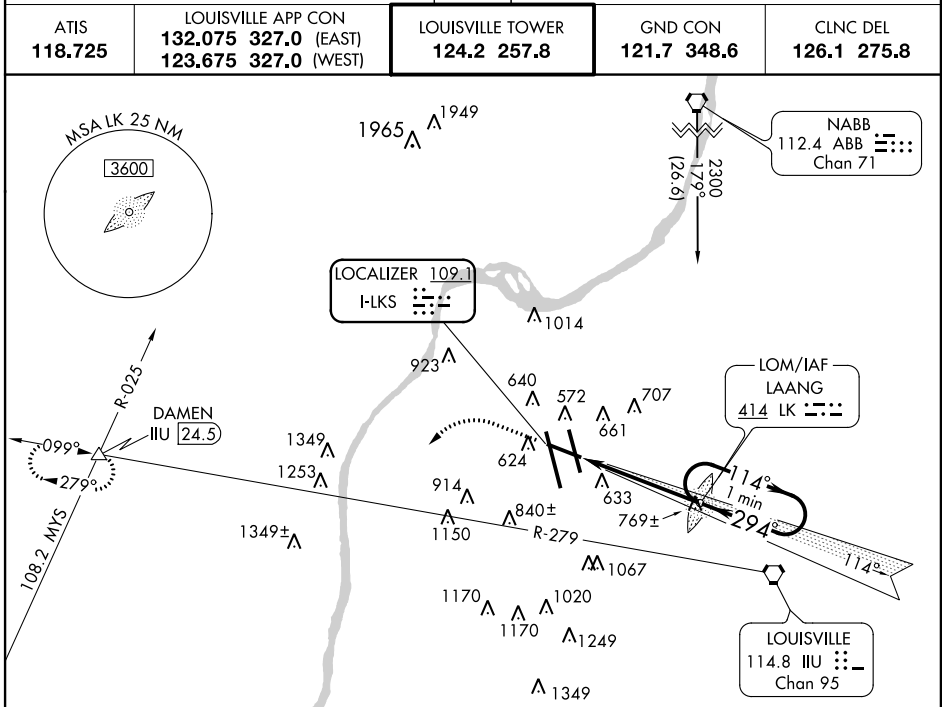 ATIS
118.725
LOUISVILLE APP CON
132.075 327.0 (EAST)
123.675 327.0 (WEST)
LOUISVILLE TOWER
124.2 257.8
GND CON
121.7 348.6
CLNC DEL
126.1 275.8
MSA LK 25 NM
3600
1965
1949
NABB
112.4 ABB
Chan 71
2300
179°
(26.6)
LOCALIZER 109.1
I-LKS
1014
923
640
572
707
661
LOM/IAF
LAANG
414 LK
R-025
DAMEN
IIU 24.5
099°
279°
108.2 MYS
1349
1253
1349±
624
914
1150
840±
R-279
633
769±
114°
1 min
294°
114°
1067
1170
1170
1020
1249
1349
LOUISVILLE
114.8 IIU
Chan 95